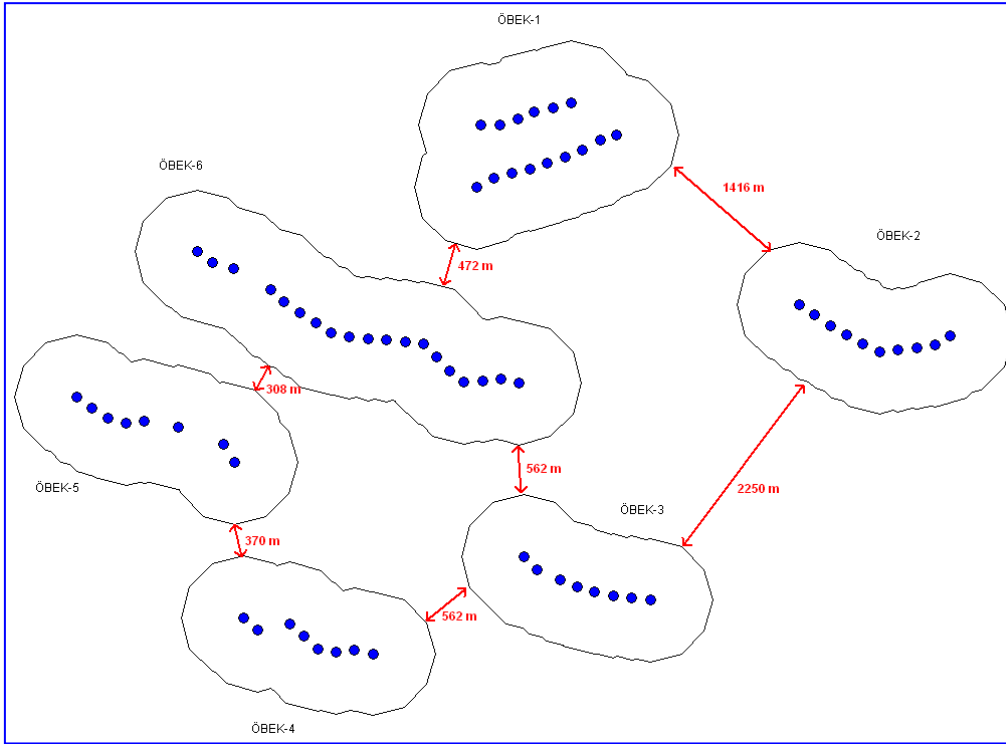 ÖBEK-1
ÖBEK-6
1416 m
ÖBEK-2
472 m
308 m
562 m
ÖBEK-5
2250 m
ÖBEK-3
370 m
562 m
ÖBEK-4